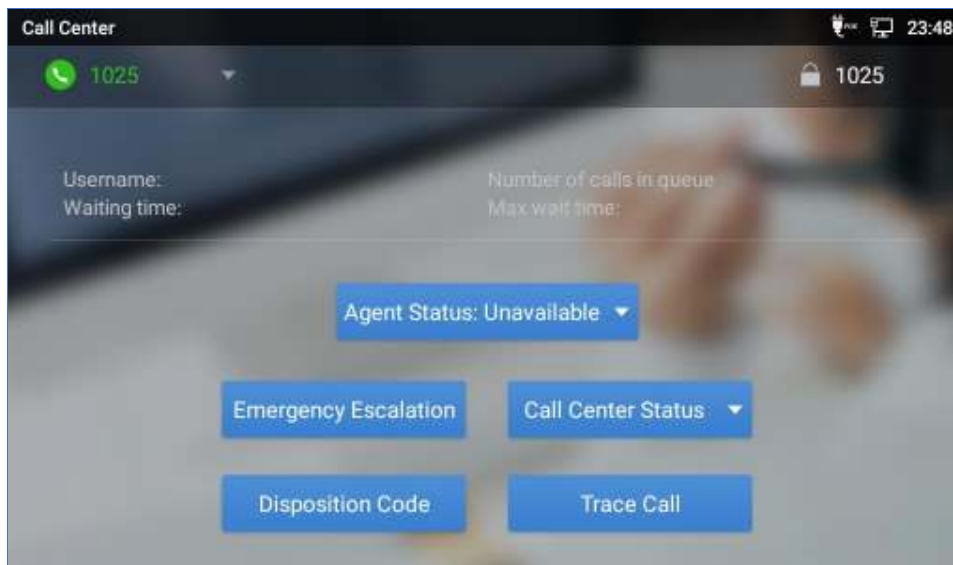 Call Center 23:48
1025 1025
Username: Number of calls in queue
Waiting time: Max wait time:
Agent Status: Unavailable
Emergency Escalation Call Center Status
Disposition Code Trace Call